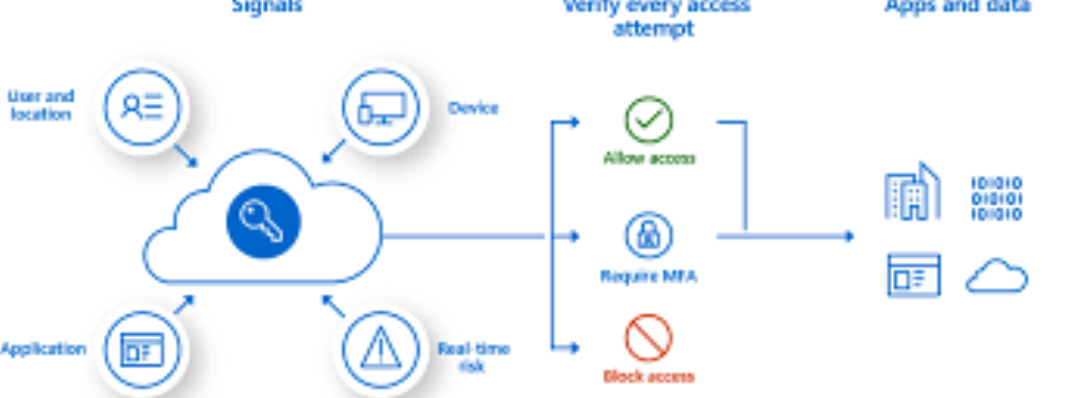 Signals
Verify every access
attempt
Apps and data
User and
location
Device
Allow access
101010
010101
101010
Require MFA
Application
Real-time
risk
Block access